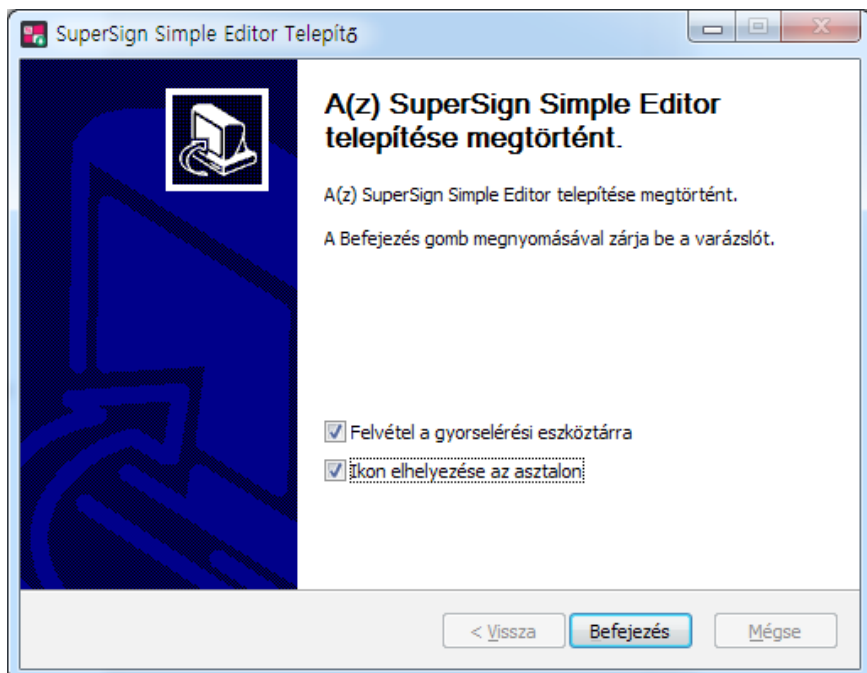 SuperSign Simple Editor Telepítő
A(z) SuperSign Simple Editor
telepítése megtörtént.
A(z) SuperSign Simple Editor telepítése megtörtént.
A Befejezés gomb megnyomásával zárja be a varázslót.
Felvétel a gyorselérési eszköztárra
Ikon elhelyezése az asztalon
< Vissza
Befejezés
Mégse